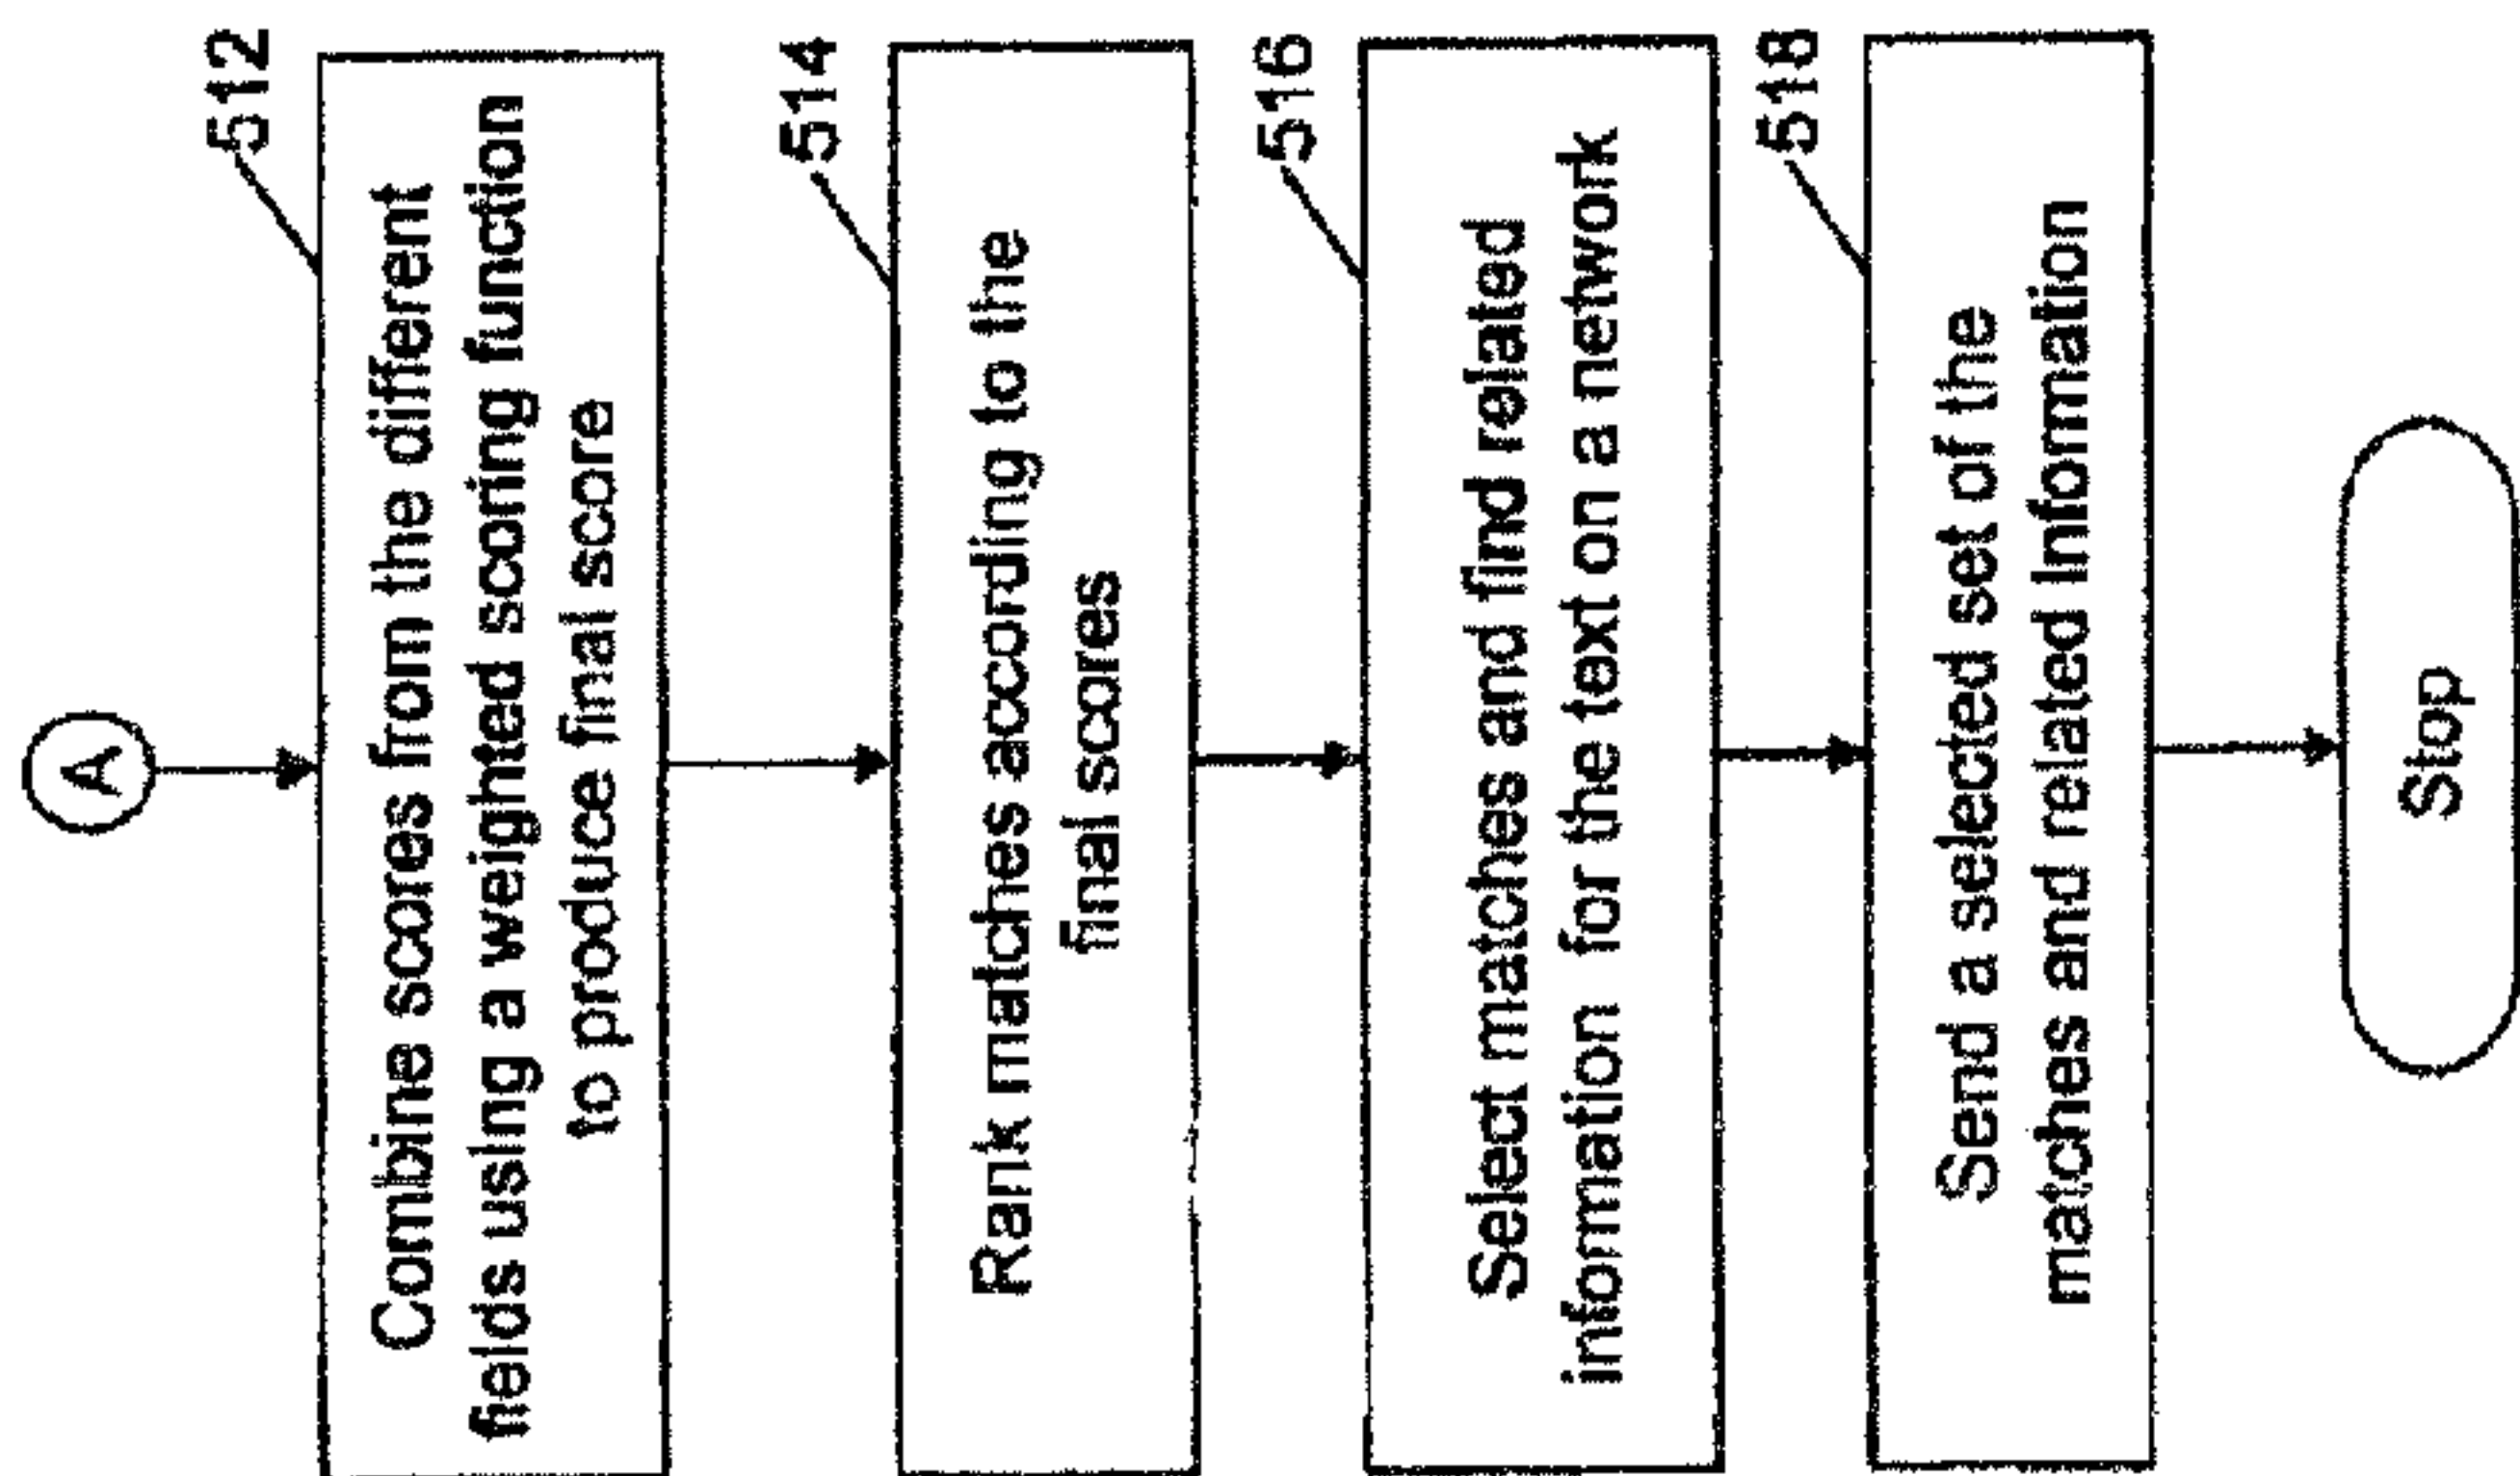 A
512
Combine scores from the different
fields using a weighted scoring function
to produce final score
514
Rank matches according to the
final scores
516
Select matches and find related
information for the text on a network
518
Send a selected set of the
matches and related information
Stop